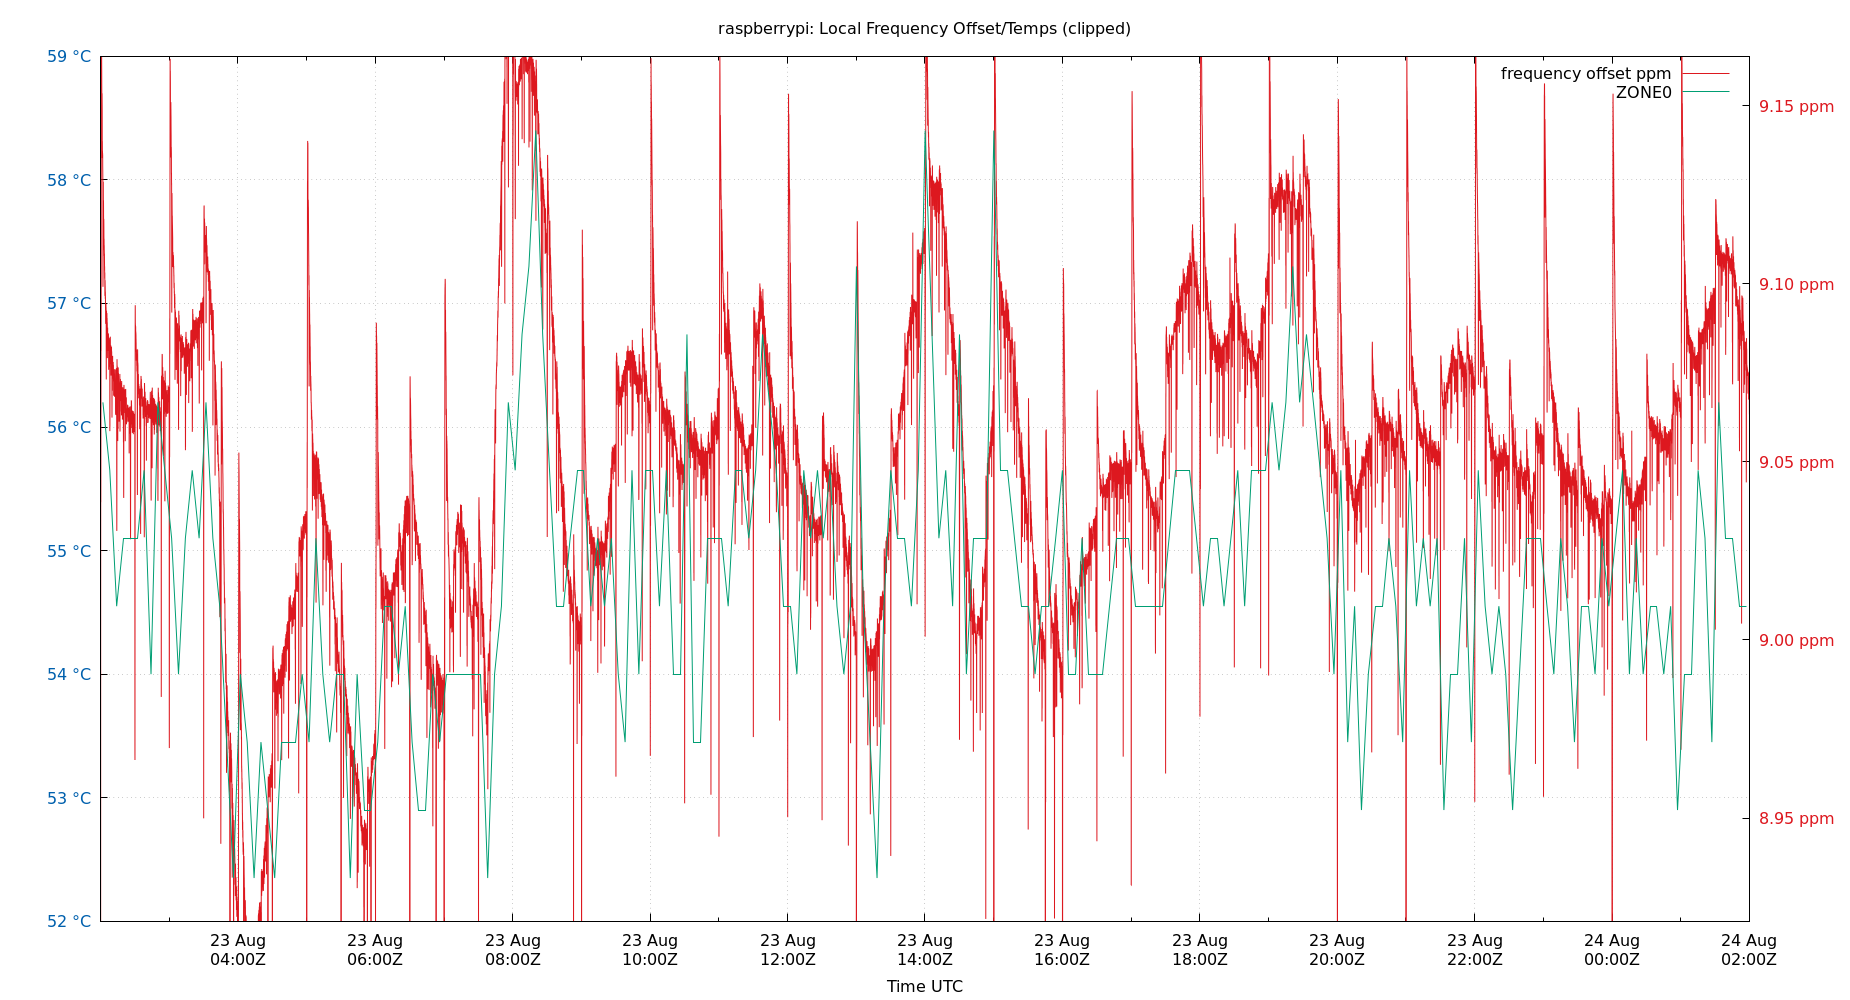 raspberrypi: Local Frequency Offset/Temps (clipped)
frequency offset ppm
ZONE0
59 °C
58 °C
57 °C
56 °C
55 °C
54 °C
53 °C
52 °C
9.15 ppm
9.10 ppm
9.05 ppm
9.00 ppm
8.95 ppm
23 Aug 23 Aug 23 Aug 23 Aug 23 Aug 23 Aug 23 Aug 23 Aug 23 Aug 23 Aug 24 Aug 24 Aug
04:00Z 06:00Z 08:00Z 10:00Z 12:00Z 14:00Z 16:00Z 18:00Z 20:00Z 22:00Z 00:00Z 02:00Z
Time UTC